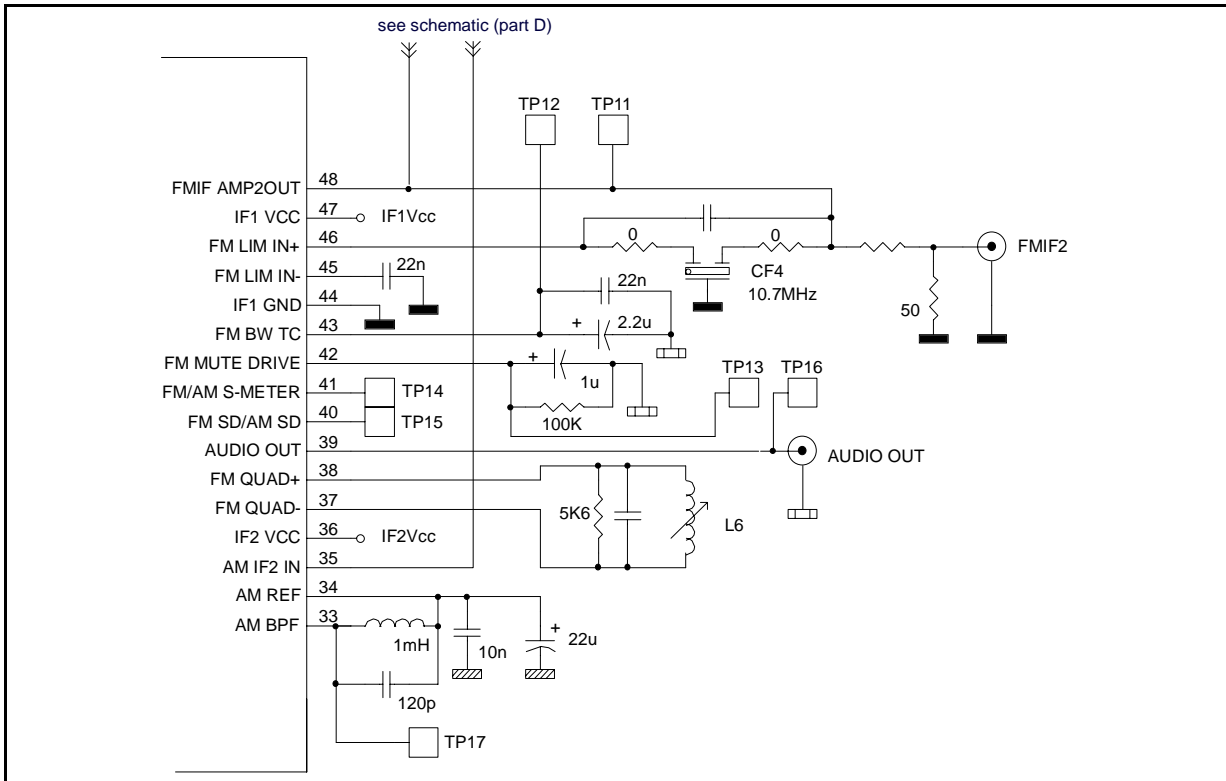 see schematic (part D)
TP12
TP11
FMIF AMP2OUT 48
IF1 VCC 47 IF1Vcc
FM LIM IN+ 46 0 0 FMIF2
FM LIM IN- 45 22n 22n CF4
10.7MHz
IF1 GND 44 50
FM BW TC 43 + 2.2u
FM MUTE DRIVE 42 + 1u TP13 TP16
FM/AM S-METER 41 TP14
100K
FM SD/AM SD 40 TP15
AUDIO OUT 39 AUDIO OUT
FM QUAD+ 38
FM QUAD- 37 5K6 L6
IF2 VCC 36 IF2Vcc
AM IF2 IN 35
AM REF 34
AM BPF 33 1mH 10n + 22u
120p
TP17